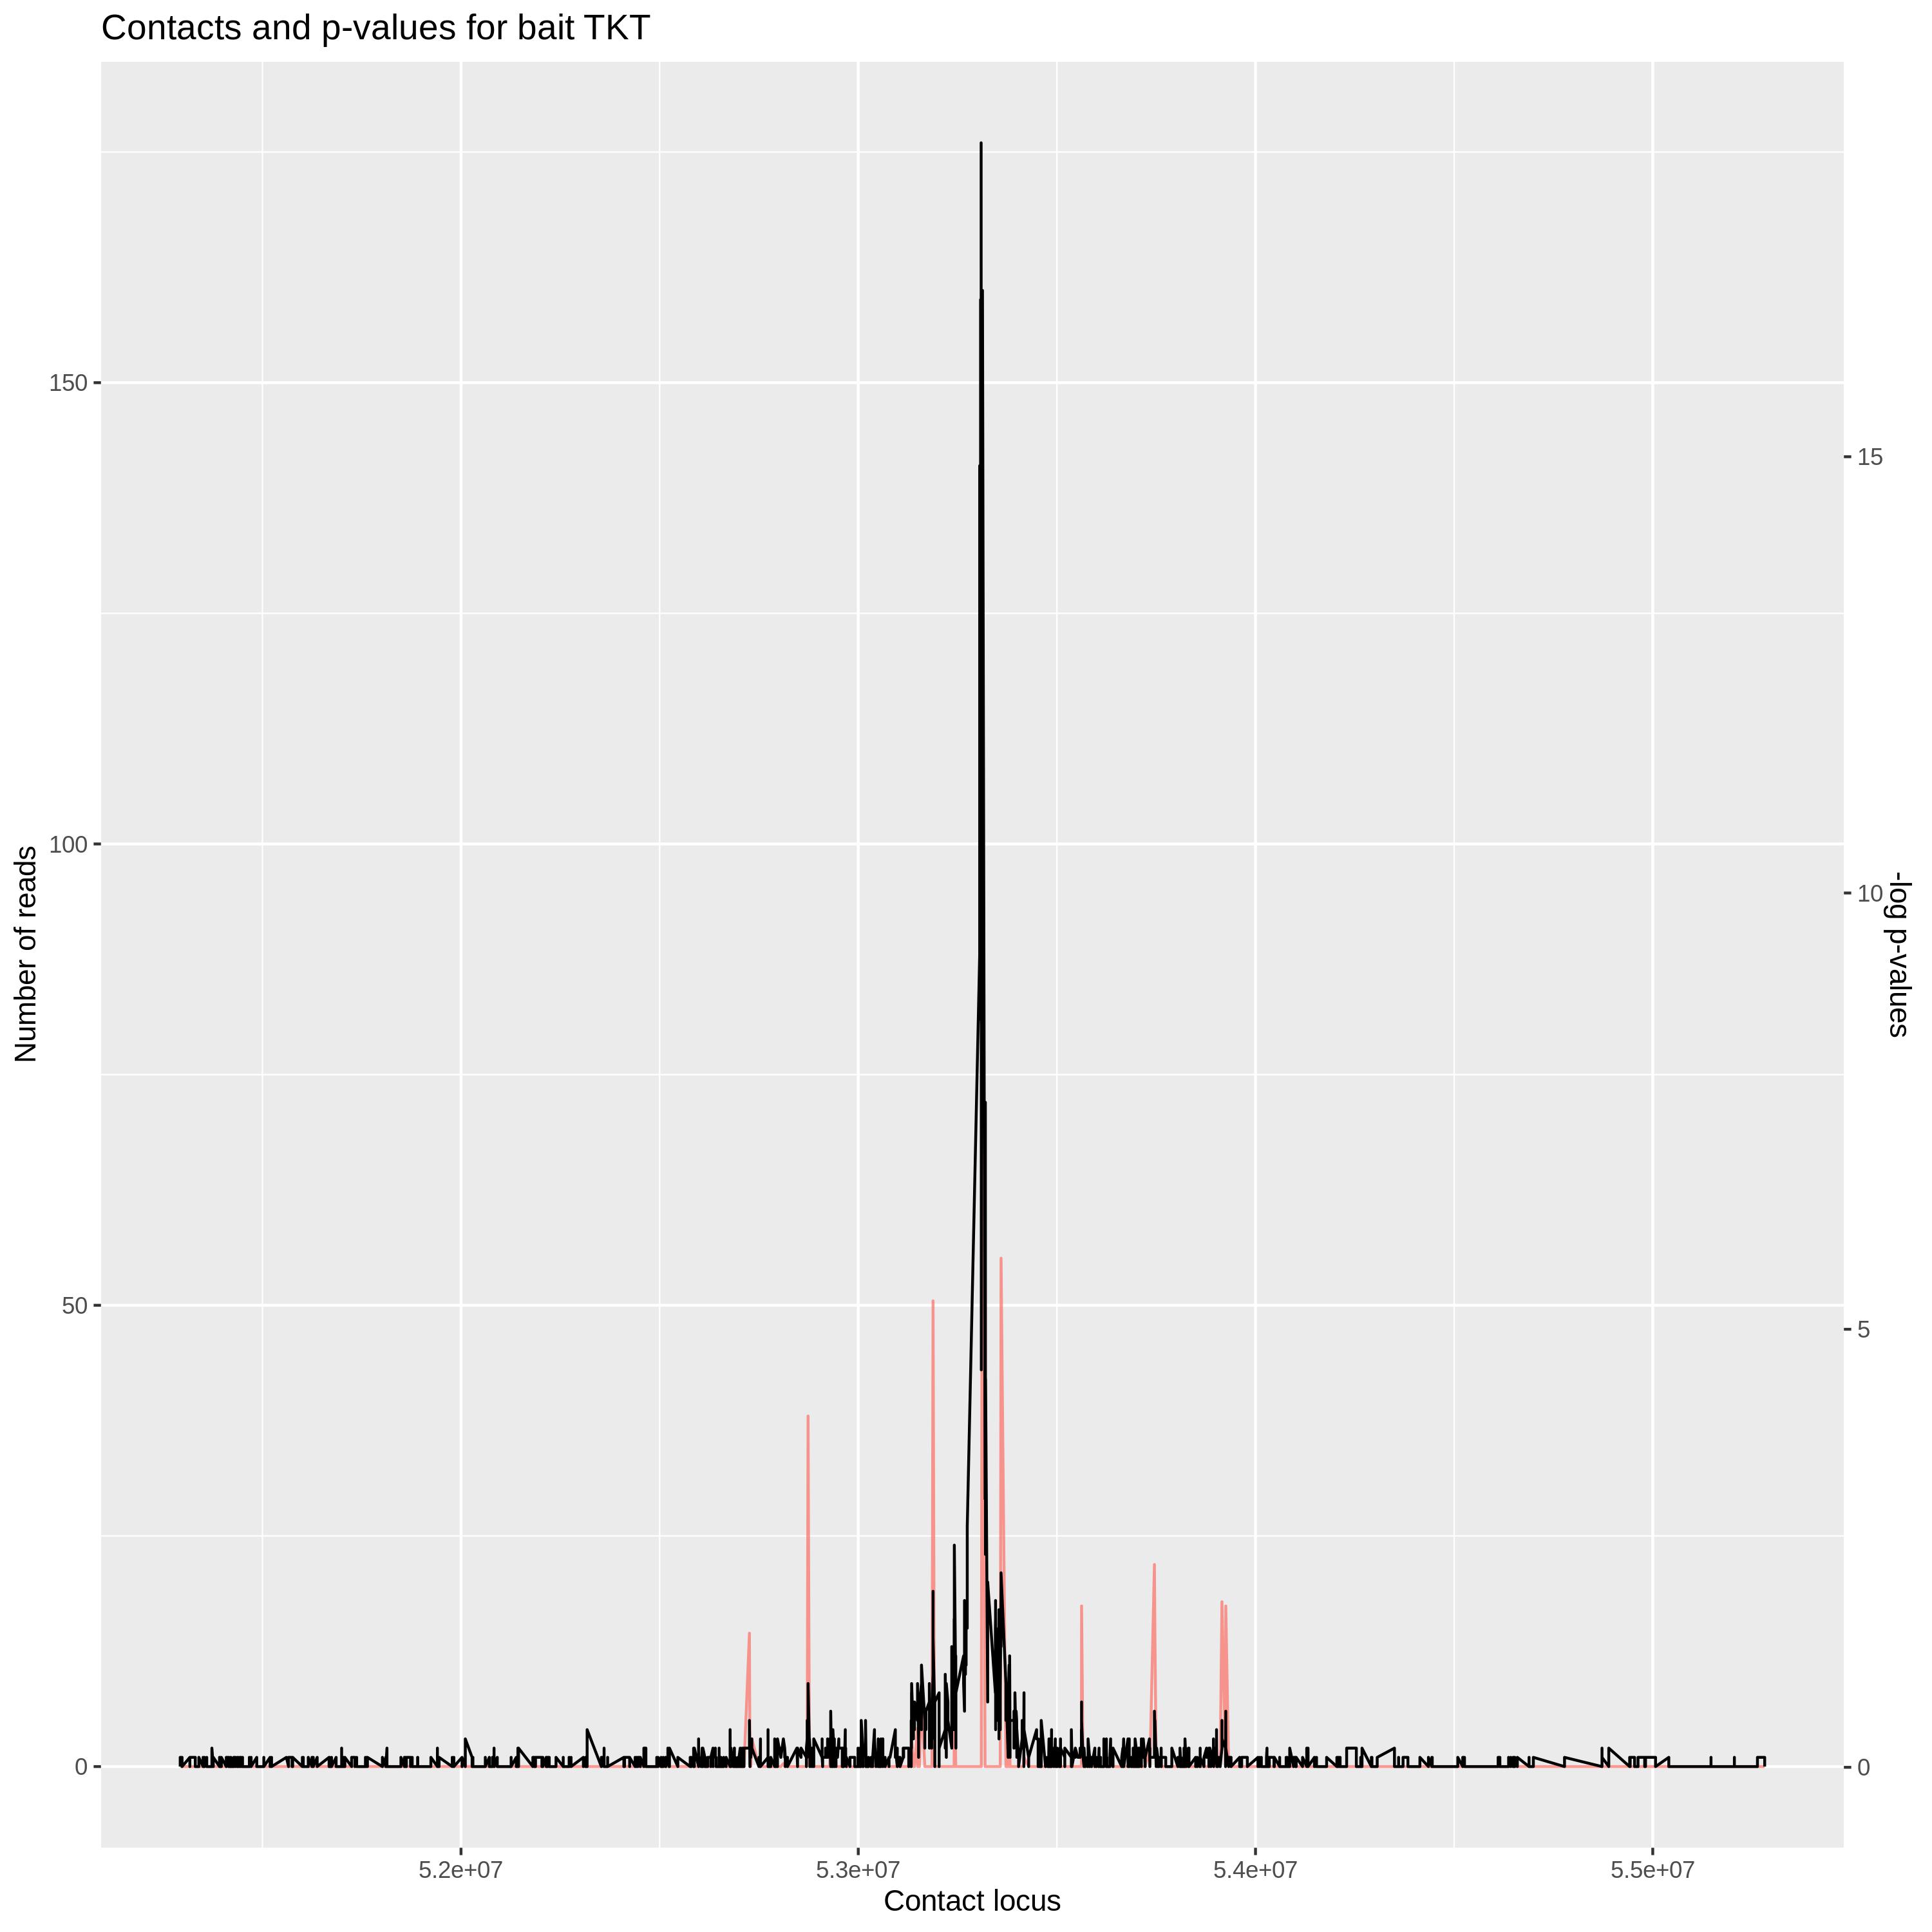 Contacts and p-values for bait TKT
150
100
50
0
Number of reads
15
10
5
0
-log p-values
5.2e+07
5.3e+07
5.4e+07
5.5e+07
Contact locus